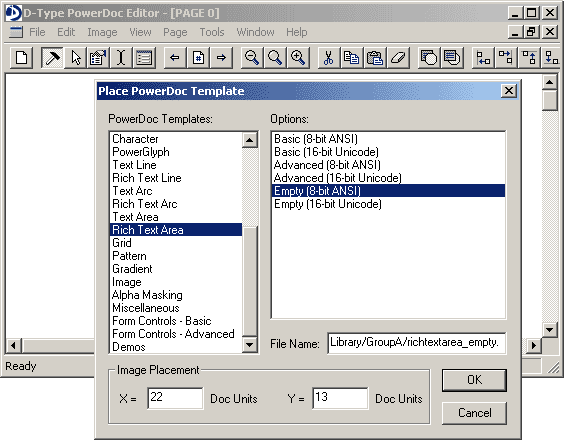 D-Type PowerDoc Editor - [PAGE 0]
File Edit Image View Page Tools Window Help
Place PowerDoc Template
PowerDoc Templates:
Character
PowerGlyph
Text Line
Rich Text Line
Text Arc
Rich Text Arc
Text Area
Rich Text Area
Grid
Pattern
Gradient
Image
Alpha Masking
Miscellaneous
Form Controls - Basic
Form Controls - Advanced
Demos
Options:
Basic (8-bit ANSI)
Basic (16-bit Unicode)
Advanced (8-bit ANSI)
Advanced (16-bit Unicode)
Empty (8-bit ANSI)
Empty (16-bit Unicode)
File Name: Library/GroupA/richtextarea_empty.
Image Placement
X = 22 Doc Units Y = 13 Doc Units
OK
Cancel
Ready